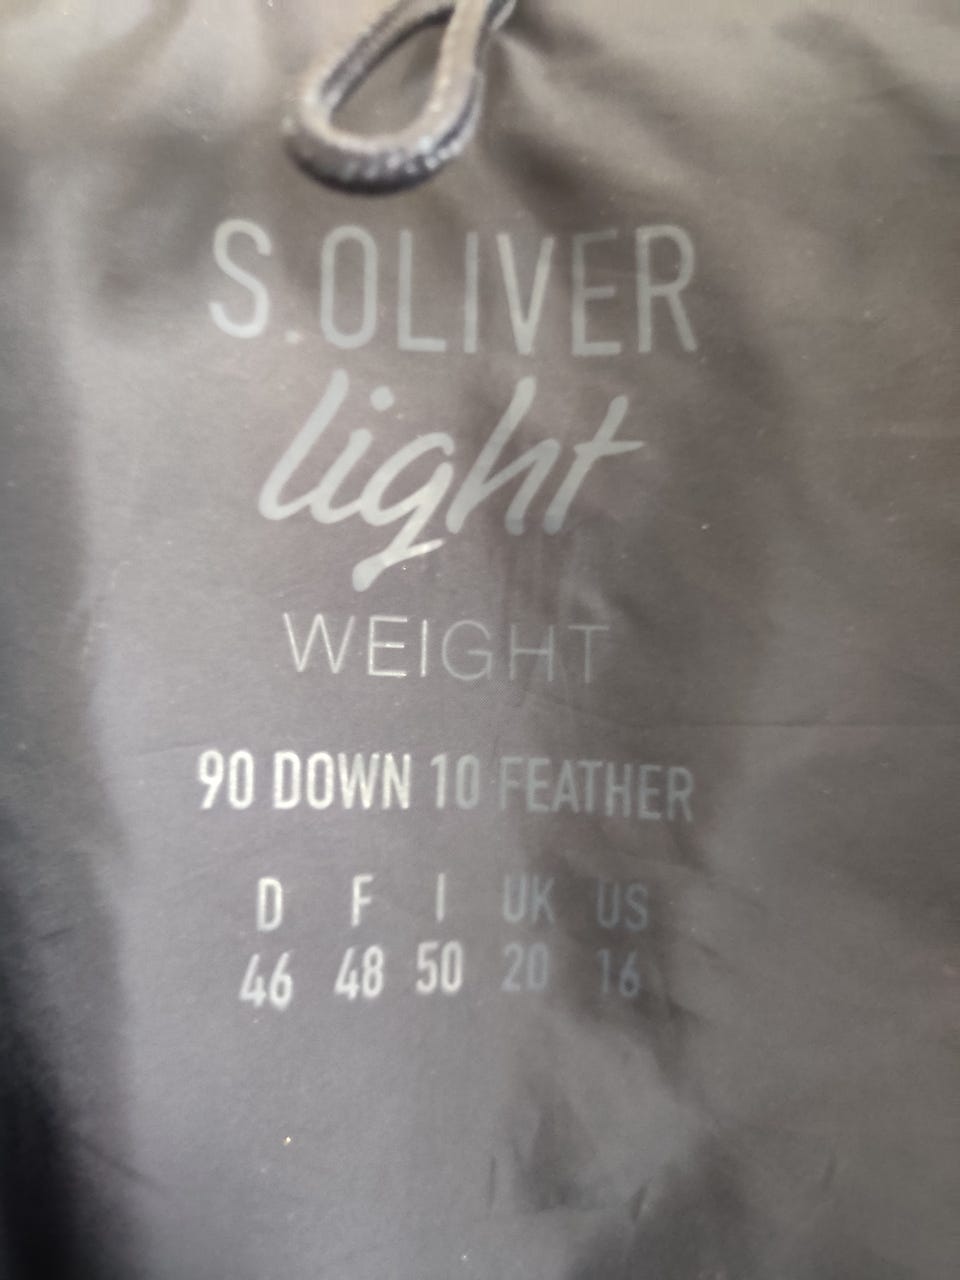 S.OLIVER
light
WEIGHT
90 DOWN 10 FEATHER
D F I UK US
46 48 50 20 16